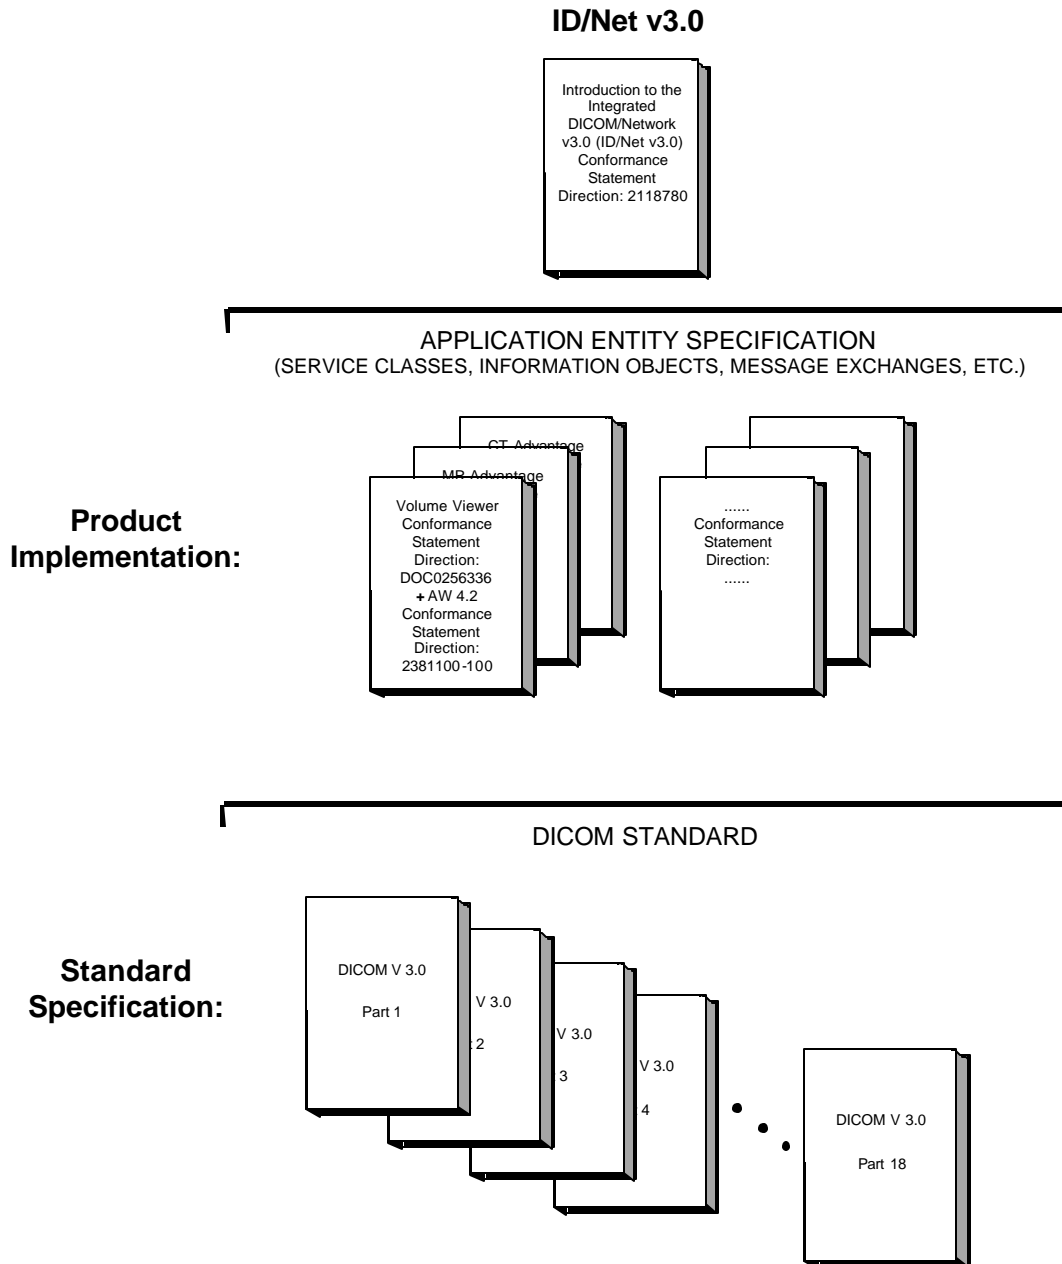 ID/Net v3.0
Introduction to the
Integrated
DICOM/Network
v3.0 (ID/Net v3.0)
Conformance
Statement
Direction: 2118780
APPLICATION ENTITY SPECIFICATION
(SERVICE CLASSES, INFORMATION OBJECTS, MESSAGE EXCHANGES, ETC.)
Product
Implementation:
CT Advantage
MR Advantage
Volume Viewer
Conformance
Statement
Direction:
DOC0256336
+ AW 4.2
Conformance
Statement
Direction:
2381100-100
......
Conformance
Statement
Direction:
......
DICOM STANDARD
Standard
Specification:
DICOM V 3.0
Part 1
V 3.0
2
V 3.0
3
V 3.0
4
DICOM V 3.0
Part 18